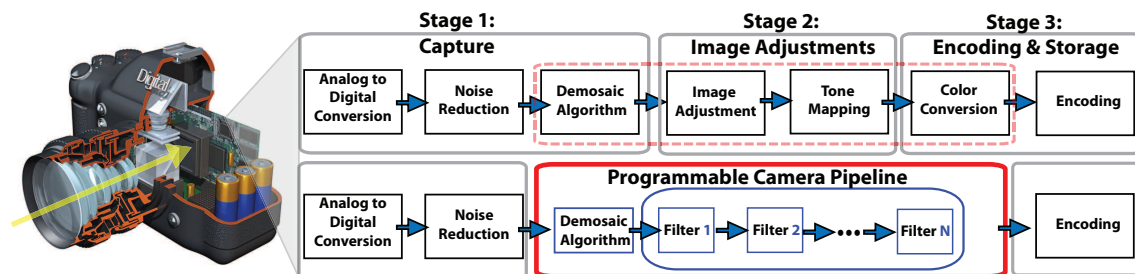 Stage 1:
Capture
Stage 2:
Image Adjustments
Stage 3:
Encoding & Storage
Digital
Analog to
Digital
Conversion
Noise
Reduction
Demosaic
Algorithm
Image
Adjustment
Tone
Mapping
Color
Conversion
Encoding
Programmable Camera Pipeline
Analog to
Digital
Conversion
Noise
Reduction
Demosaic
Algorithm
Filter 1
Filter 2
•••
Filter N
Encoding